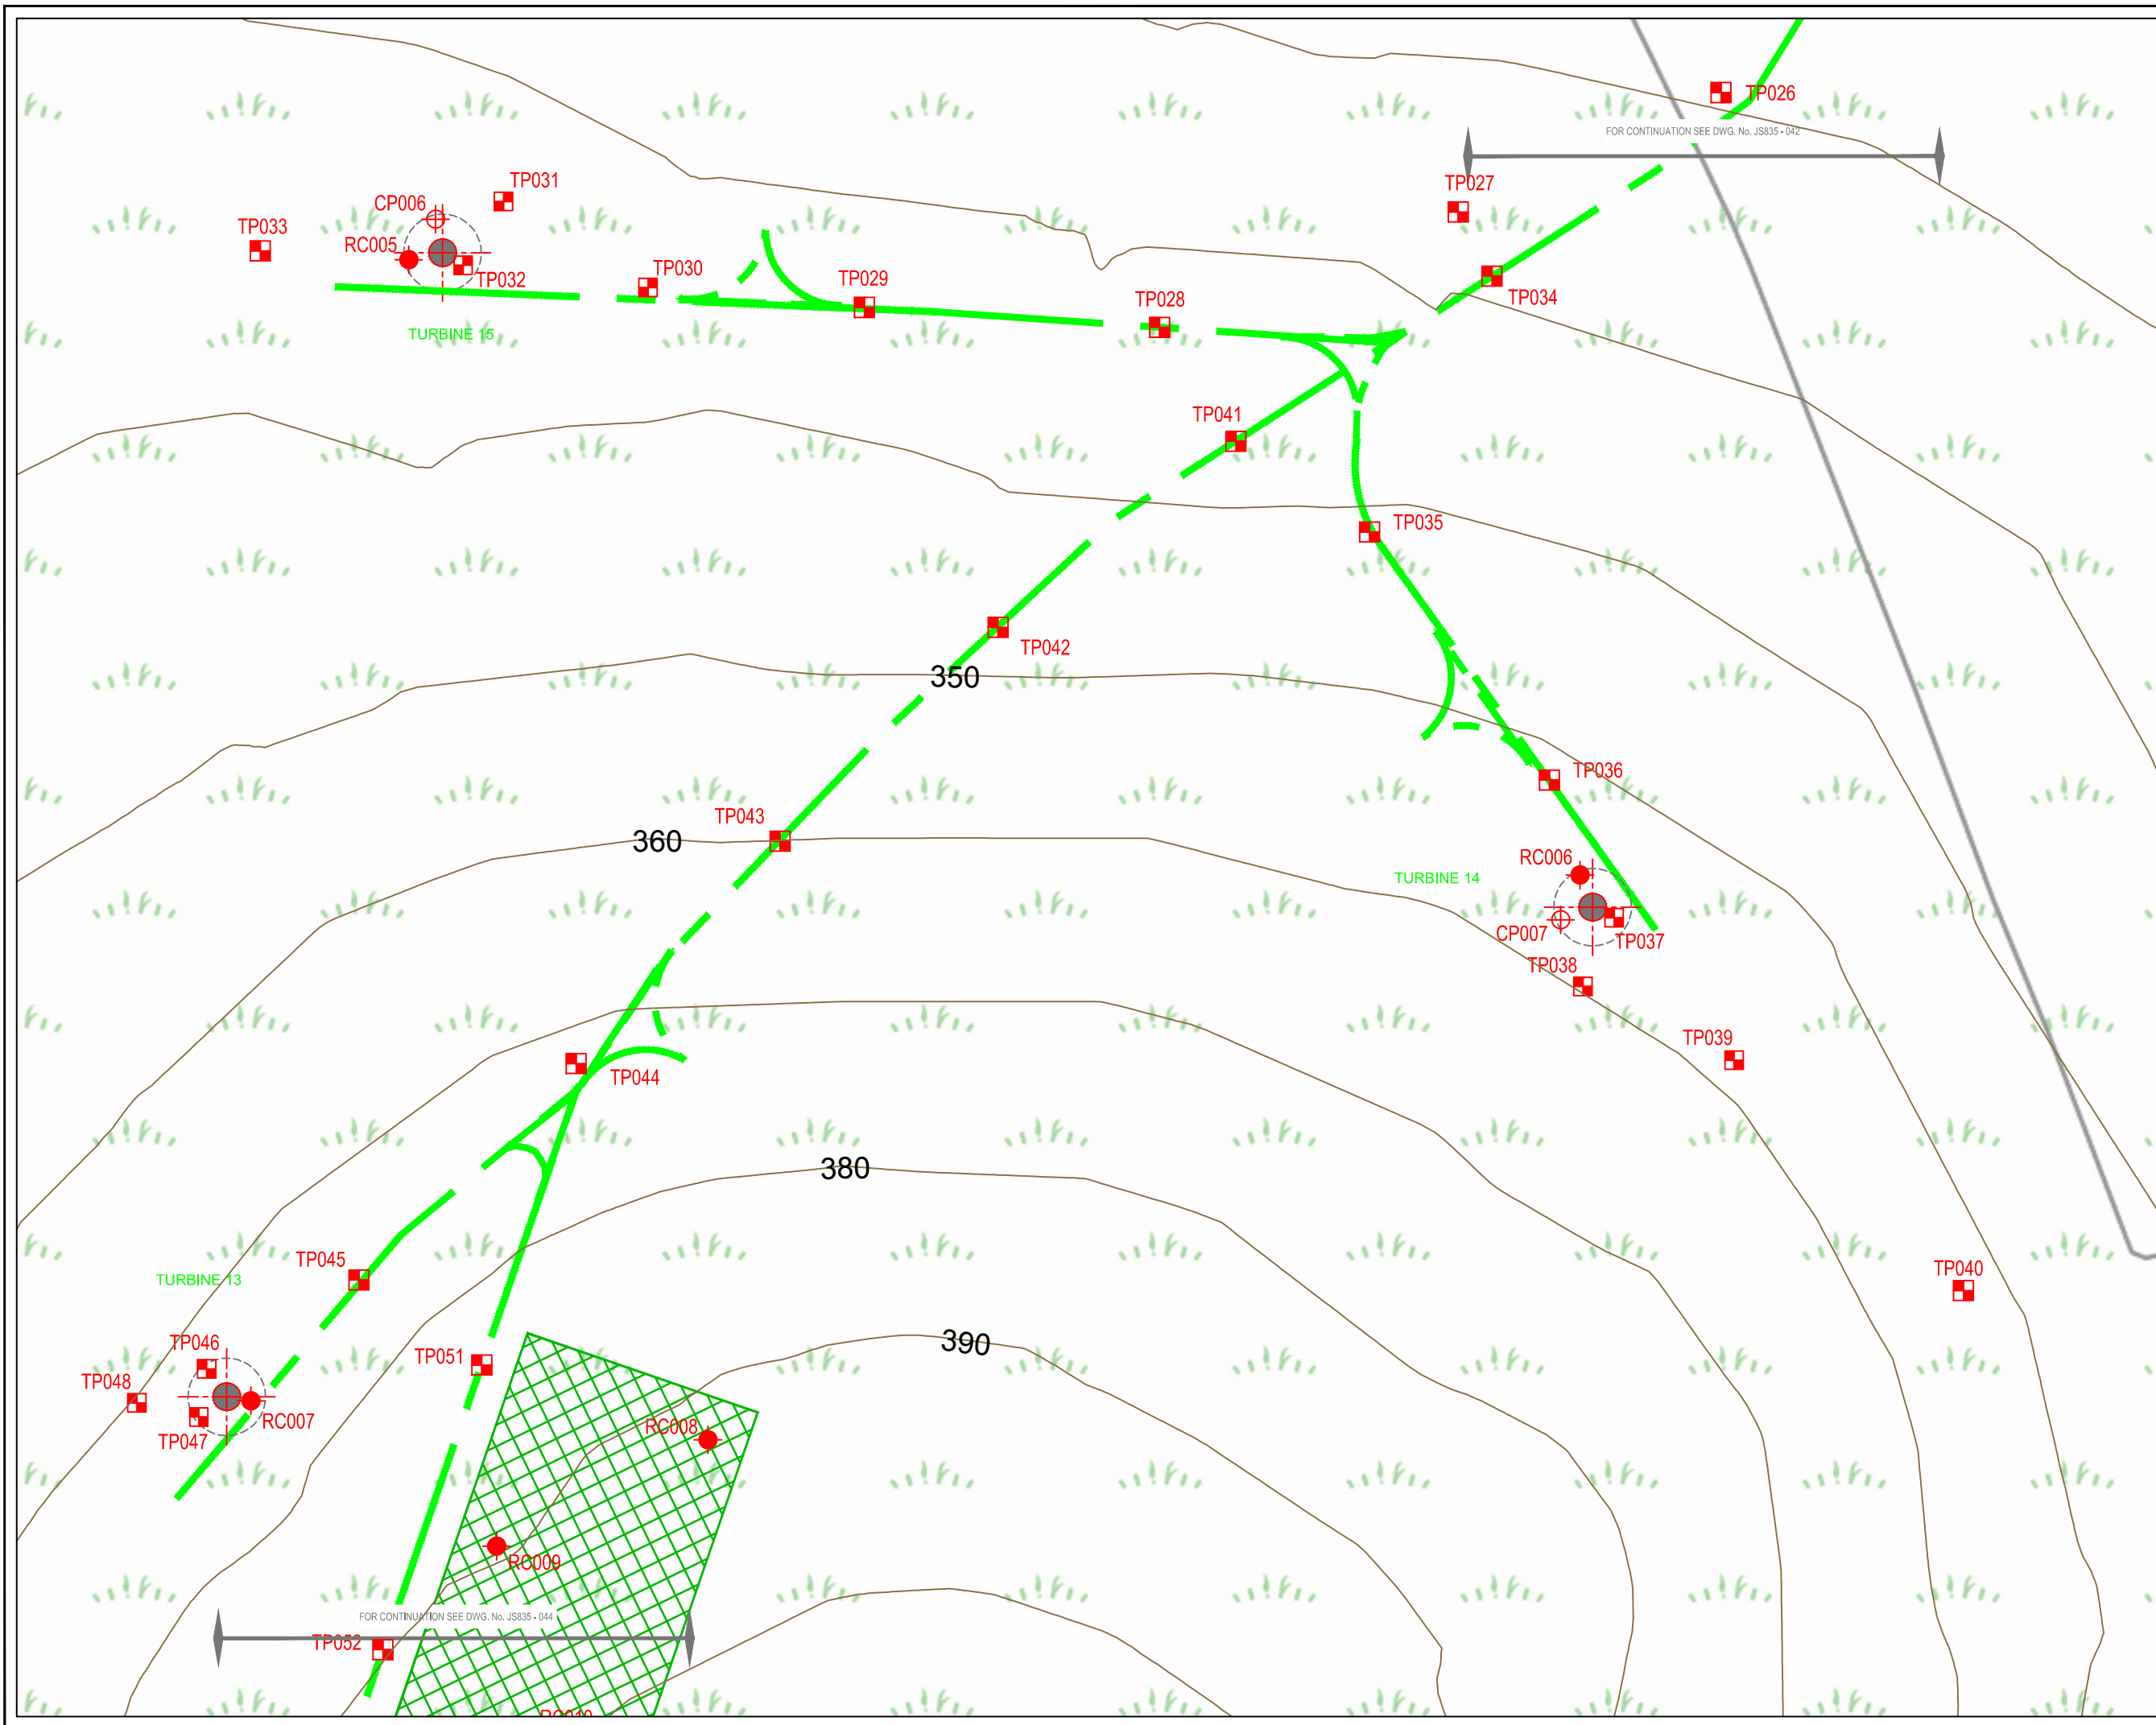 TP026
FOR CONTINUATION SEE DWG. No. JS835 - 042
TP031
TP027
CP006
TP033
RC005
TP030
TP032
TP029
TP034
TP028
TURBINE 15
TP041
TP035
TP042
350
TP036
TP043
360
RC006
TURBINE 14
CP007
TP037
TP038
TP039
TP044
380
TP045
TP040
TURBINE 13
TP046
390
TP051
TP048
RC007
RC008
TP047
RC009
FOR CONTINUATION SEE DWG. No. JS835 - 044
TP052
RC010